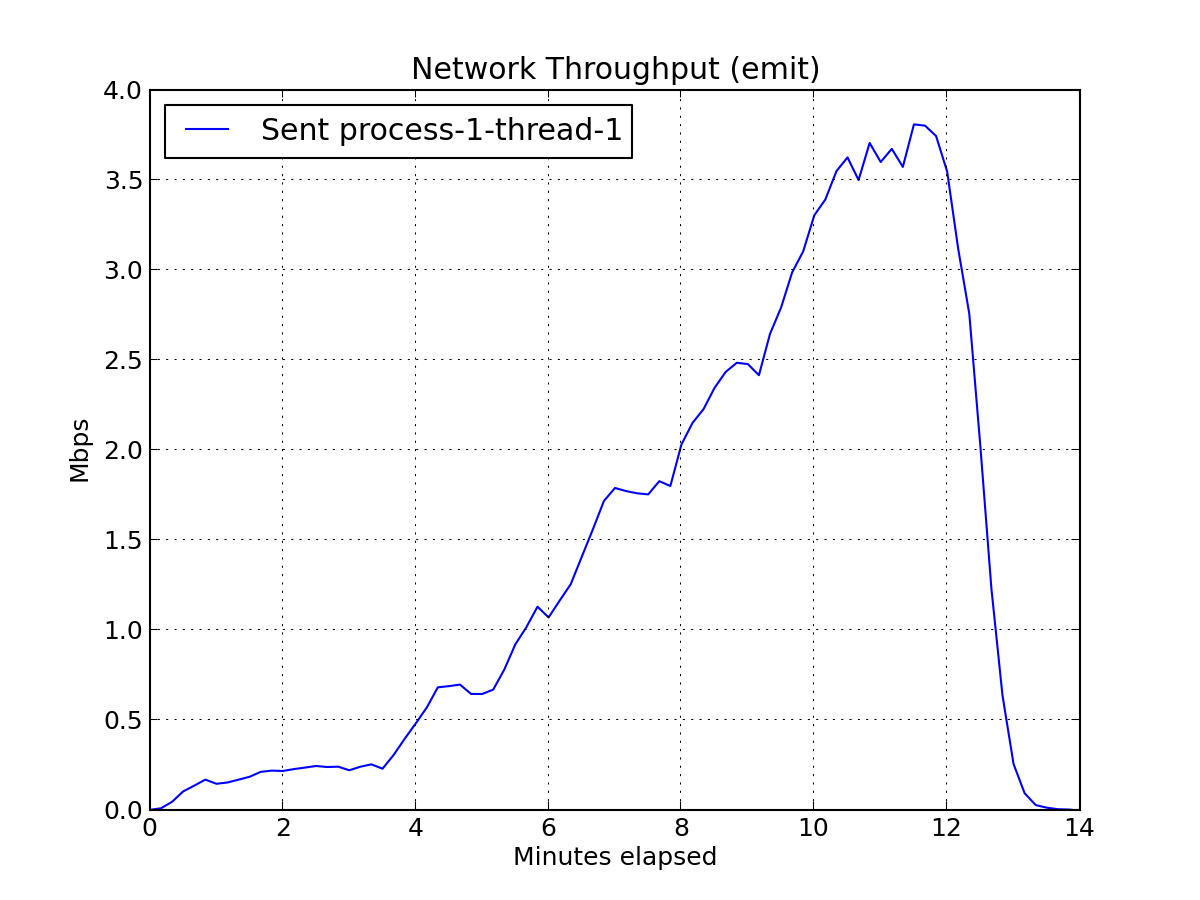 Network Throughput (emit)
Sent process-1-thread-1
4.0
3.5
3.0
2.5
2.0
1.5
1.0
0.5
0.0
Mbps
0 2 4 6 8 10 12 14
Minutes elapsed